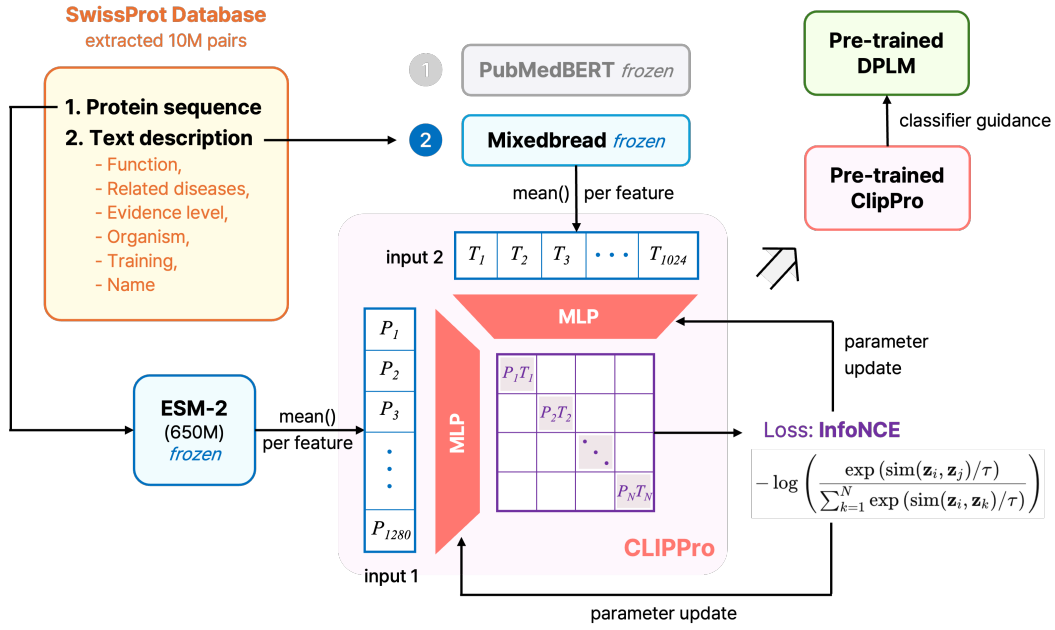 SwissProt Database
extracted 10M pairs
1. Protein sequence
2. Text description
- Function,
- Related diseases,
- Evidence level,
- Organism,
- Training,
- Name
1
PubMedBERT frozen
2
Mixedbread frozen
mean() per feature
Pre-trained
DPLM
classifier guidance
Pre-trained
ClipPro
input 2
T1 T2 T3 ... T1024
MLP
P1
P2
P3
⋮
P1280
input 1
MLP
P1T1
P2T2
⋱
PNTN
CLIPPro
ESM-2
(650M)
frozen
mean()
per feature
parameter
update
Loss: InfoNCE
− log ( exp (sim(zi, zj)/τ) / ∑_{k=1}^{N} exp (sim(zi, zk)/τ) )
parameter update